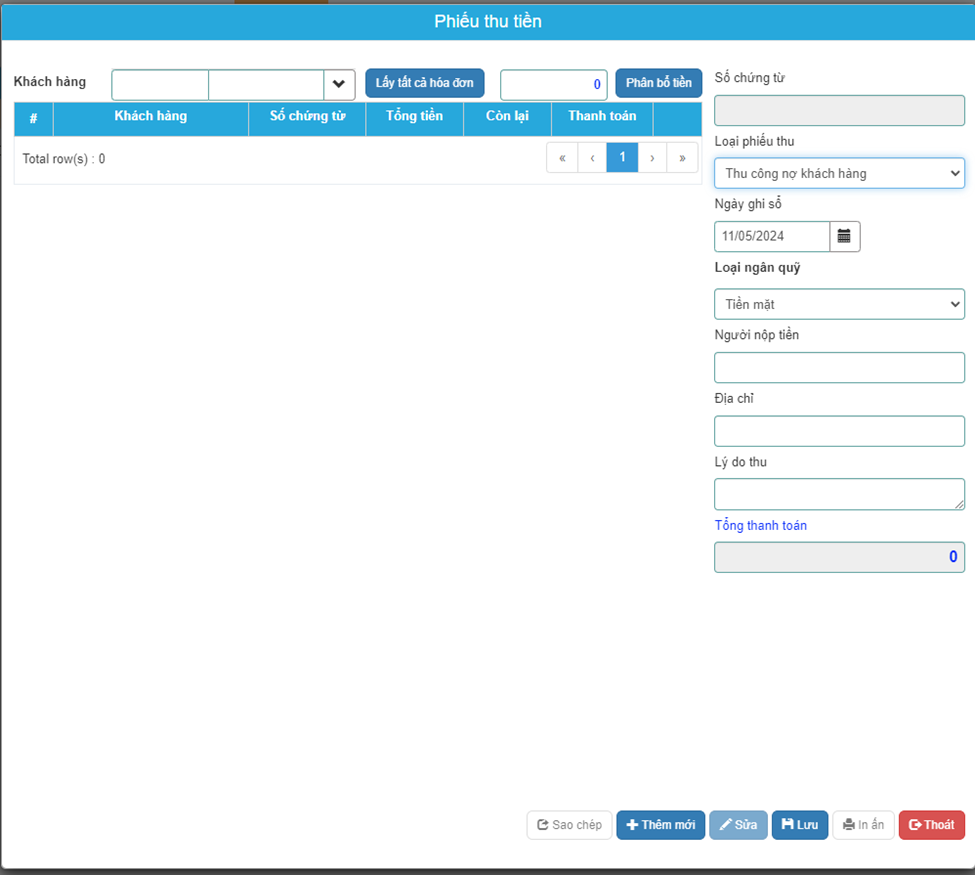 Phiếu thu tiền
Khách hàng
Lấy tất cả hóa đơn
0
Phân bổ tiền
# Khách hàng Số chứng từ Tổng tiền Còn lại Thanh toán
Total row(s) : 0
« ‹ 1 › »
Số chứng từ
Loại phiếu thu
Thu công nợ khách hàng
Ngày ghi sổ
11/05/2024
Loại ngân quỹ
Tiền mặt
Người nộp tiền
Địa chỉ
Lý do thu
Tổng thanh toán
0
Sao chép
Thêm mới
Sửa
Lưu
In ấn
Thoát